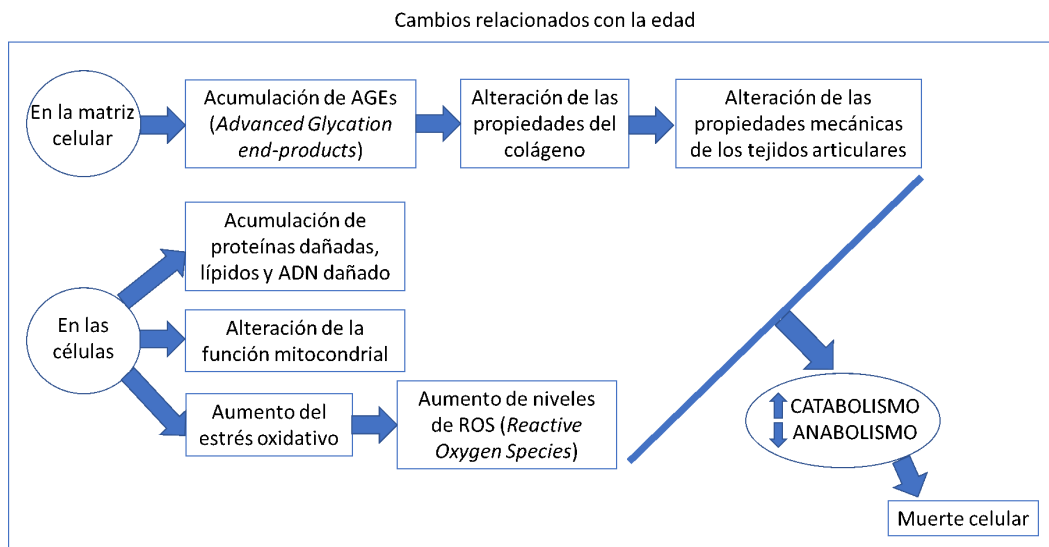 Cambios relacionados con la edad
En la matriz
celular
Acumulación de AGEs
(Advanced Glycation
end-products)
Alteración de las
propiedades del
colágeno
Alteración de las
propiedades mecánicas
de los tejidos articulares
Acumulación de
proteínas dañadas,
lípidos y ADN dañado
En las
células
Alteración de la
función mitocondrial
Aumento del
estrés oxidativo
Aumento de niveles
de ROS (Reactive
Oxygen Species)
CATABOLISMO
ANABOLISMO
Muerte celular